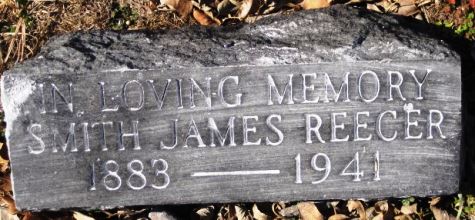 IN LOVING MEMORY
SMITH JAMES REECER
1883 — 1941